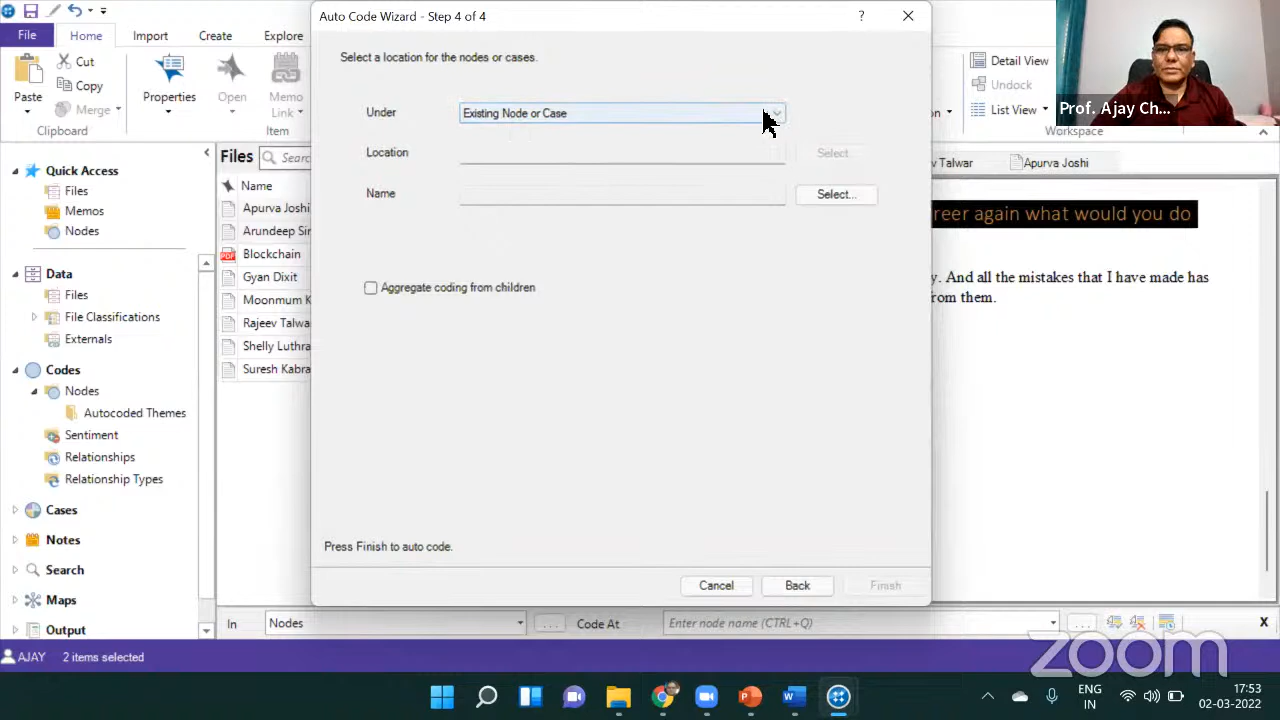 Auto Code Wizard - Step 4 of 4
?
File
Home
Import
Create
Explore
Paste
Cut
Copy
Merge
Clipboard
Properties
Open
Memo
Link
Item
Detail View
Undock
List View
Workspace
Prof. Ajay Ch...
Select a location for the nodes or cases.
Under
Existing Node or Case
Location
Select
Name
Select...
Aggregate coding from children
Press Finish to auto code.
Cancel
Back
Finish
Quick Access
Files
Memos
Nodes
Data
Files
File Classifications
Externals
Codes
Nodes
Autocoded Themes
Sentiment
Relationships
Relationship Types
Cases
Notes
Search
Maps
Output
Files
Searc
Name
Apurva Joshi
Arundeep Sin
PDF
Blockchain
Gyan Dixit
Moonmum K
Rajeev Talwa
Shelly Luthra
Suresh Kabra
v Talwar
Apurva Joshi
reer again what would you do
y. And all the mistakes that I have made has
rom them.
In
Nodes
...
Code At
Enter node name (CTRL+Q)
...
X
AJAY
2 items selected
zoom
ENG
IN
17:53
02-03-2022